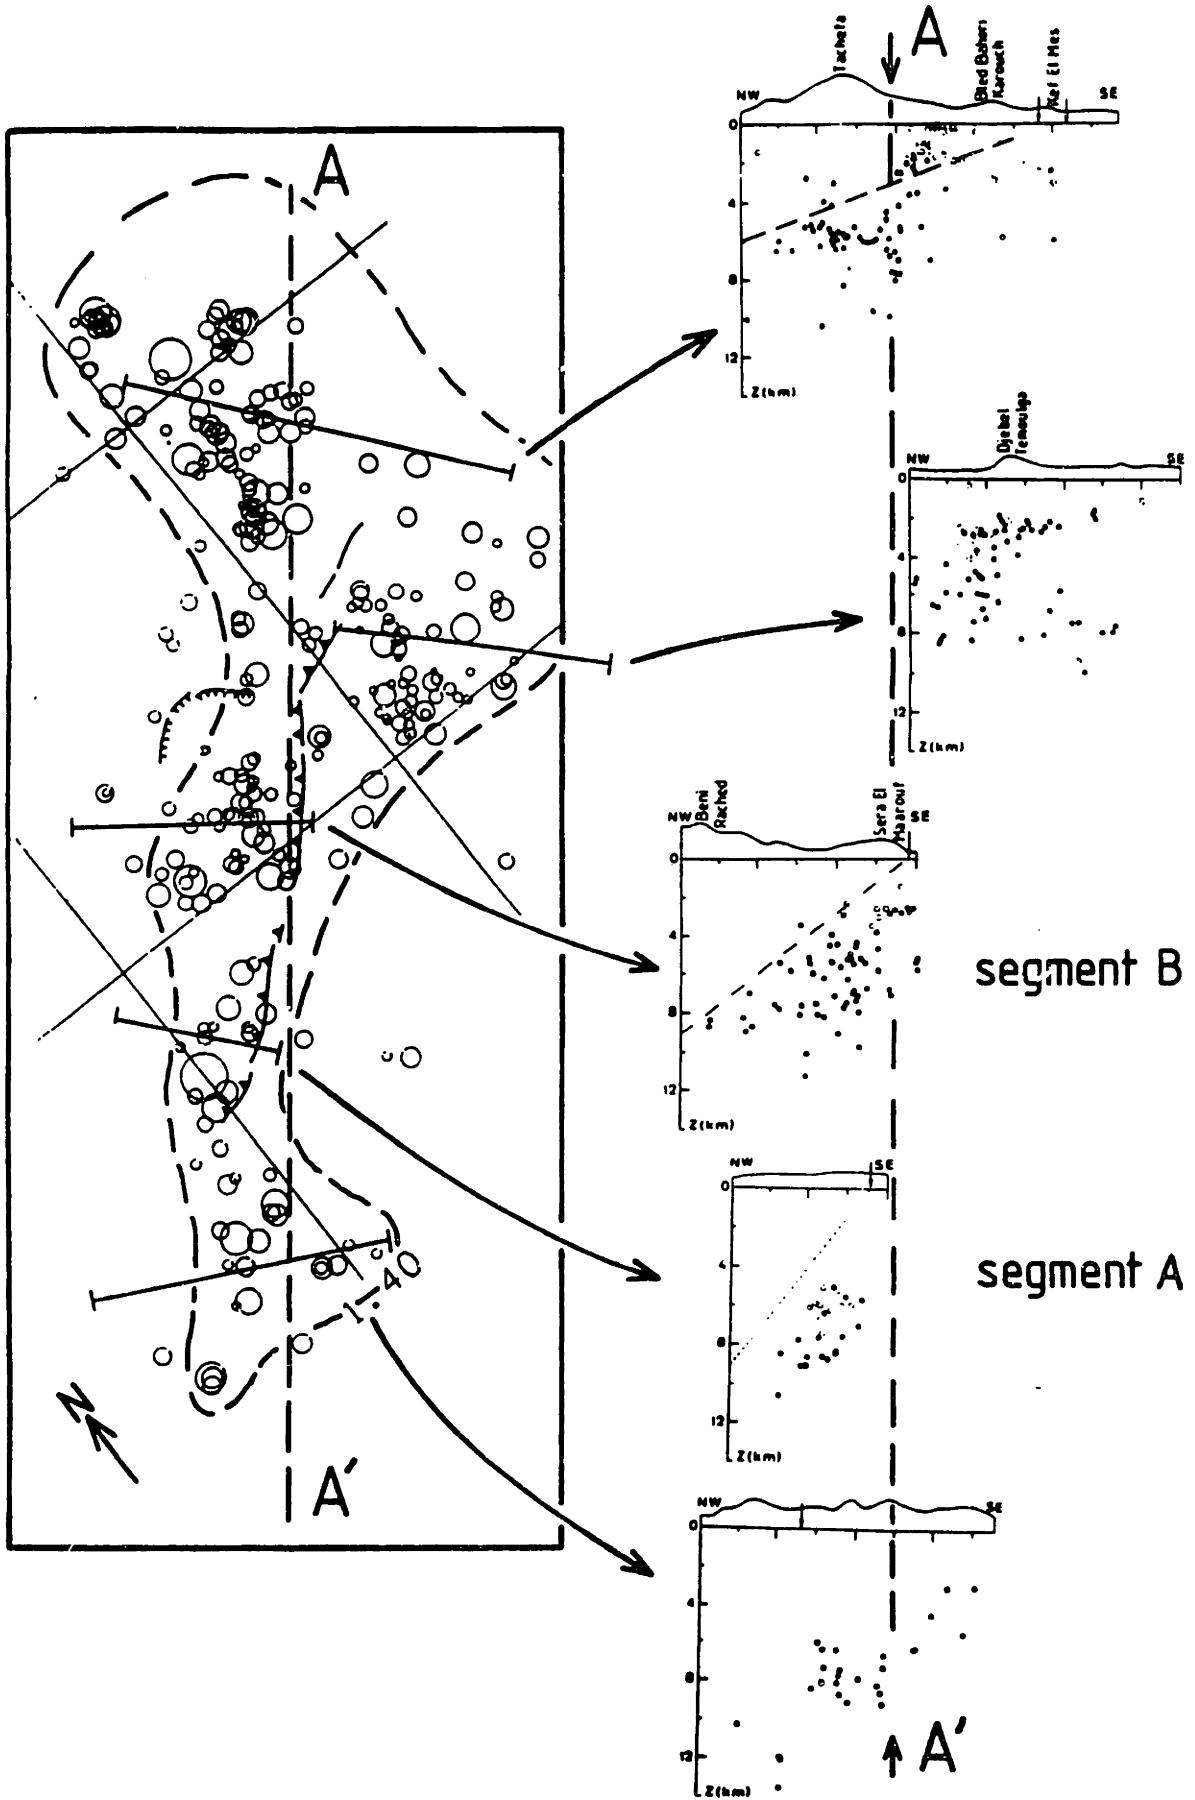 A
A
Tacheta
Bled Bahari
Karouch
Kef El Mes
NW
SE
0
4
8
12
Z(km)
Djebel
Temoulga
NW
SE
0
4
8
12
Z(km)
NW
Beni
Rached
Sera El
Maarouf
SE
0
4
8
12
Z(km)
segment B
NW
SE
0
4
8
12
Z(km)
segment A
40
N
A'
NW
SE
0
4
8
12
Z(km)
A'